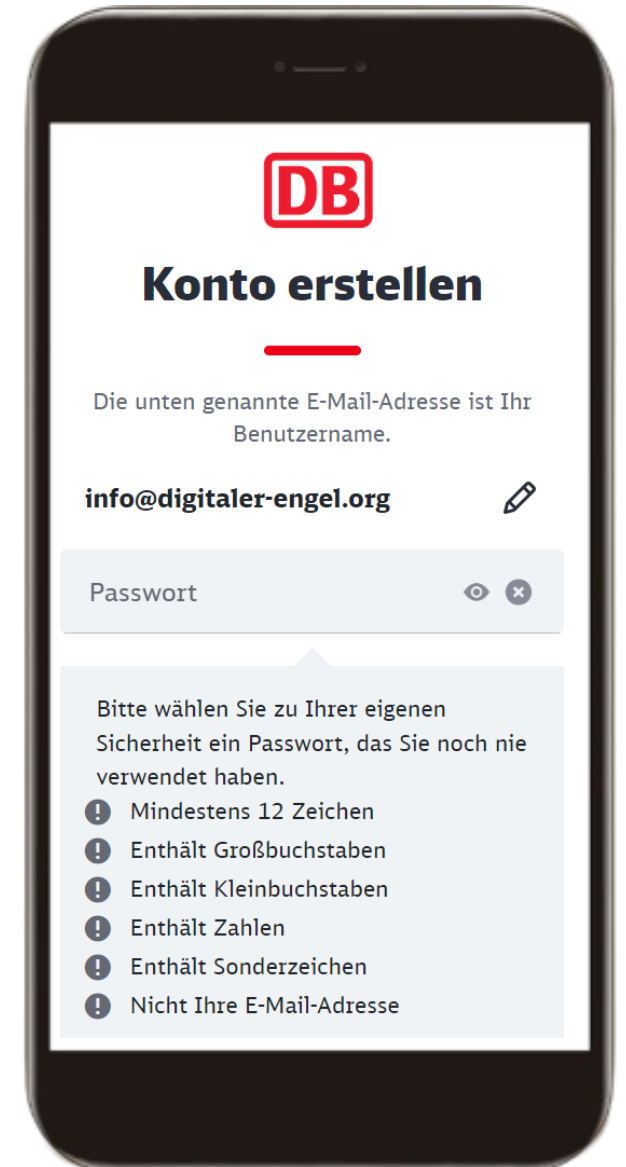 DB
Konto erstellen
Die unten genannte E-Mail-Adresse ist Ihr
Benutzername.
info@digitaler-engel.org
Passwort
Bitte wählen Sie zu Ihrer eigenen
Sicherheit ein Passwort, das Sie noch nie
verwendet haben.
Mindestens 12 Zeichen
Enthält Großbuchstaben
Enthält Kleinbuchstaben
Enthält Zahlen
Enthält Sonderzeichen
Nicht Ihre E-Mail-Adresse